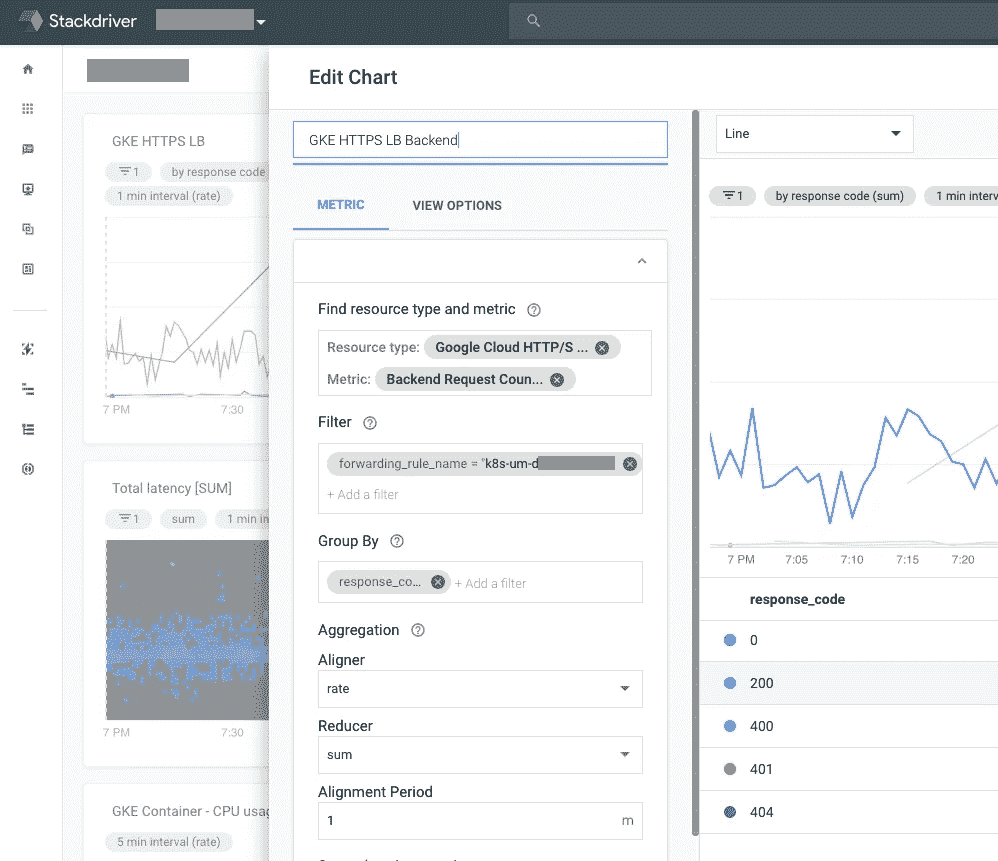 Stackdriver
GKE HTTPS LB
1
by response code
1 min interval (rate)
7 PM
7:30
Total latency [SUM]
1
sum
1 min in
7 PM
7:30
GKE Container - CPU usag
5 min interval (rate)
Edit Chart
GKE HTTPS LB Backend
METRIC
VIEW OPTIONS
Find resource type and metric
Resource type: Google Cloud HTTP/S ...
Metric: Backend Request Coun...
Filter
forwarding_rule_name = "k8s-um-d
+ Add a filter
Group By
response_co... + Add a filter
Aggregation
Aligner
rate
Reducer
sum
Alignment Period
1 m
Line
1
by response code (sum)
1 min interv
7 PM 7:05 7:10 7:15 7:20
response_code
0
200
400
401
404